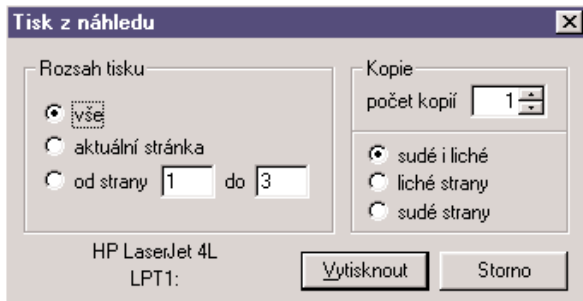 Tisk z náhledu
Rozsah tisku
vše
aktuální stránka
od strany 1 do 3
Kopie
počet kopií 1
sudé i liché
liché strany
sudé strany
HP LaserJet 4L
LPT1:
Vytisknout
Storno